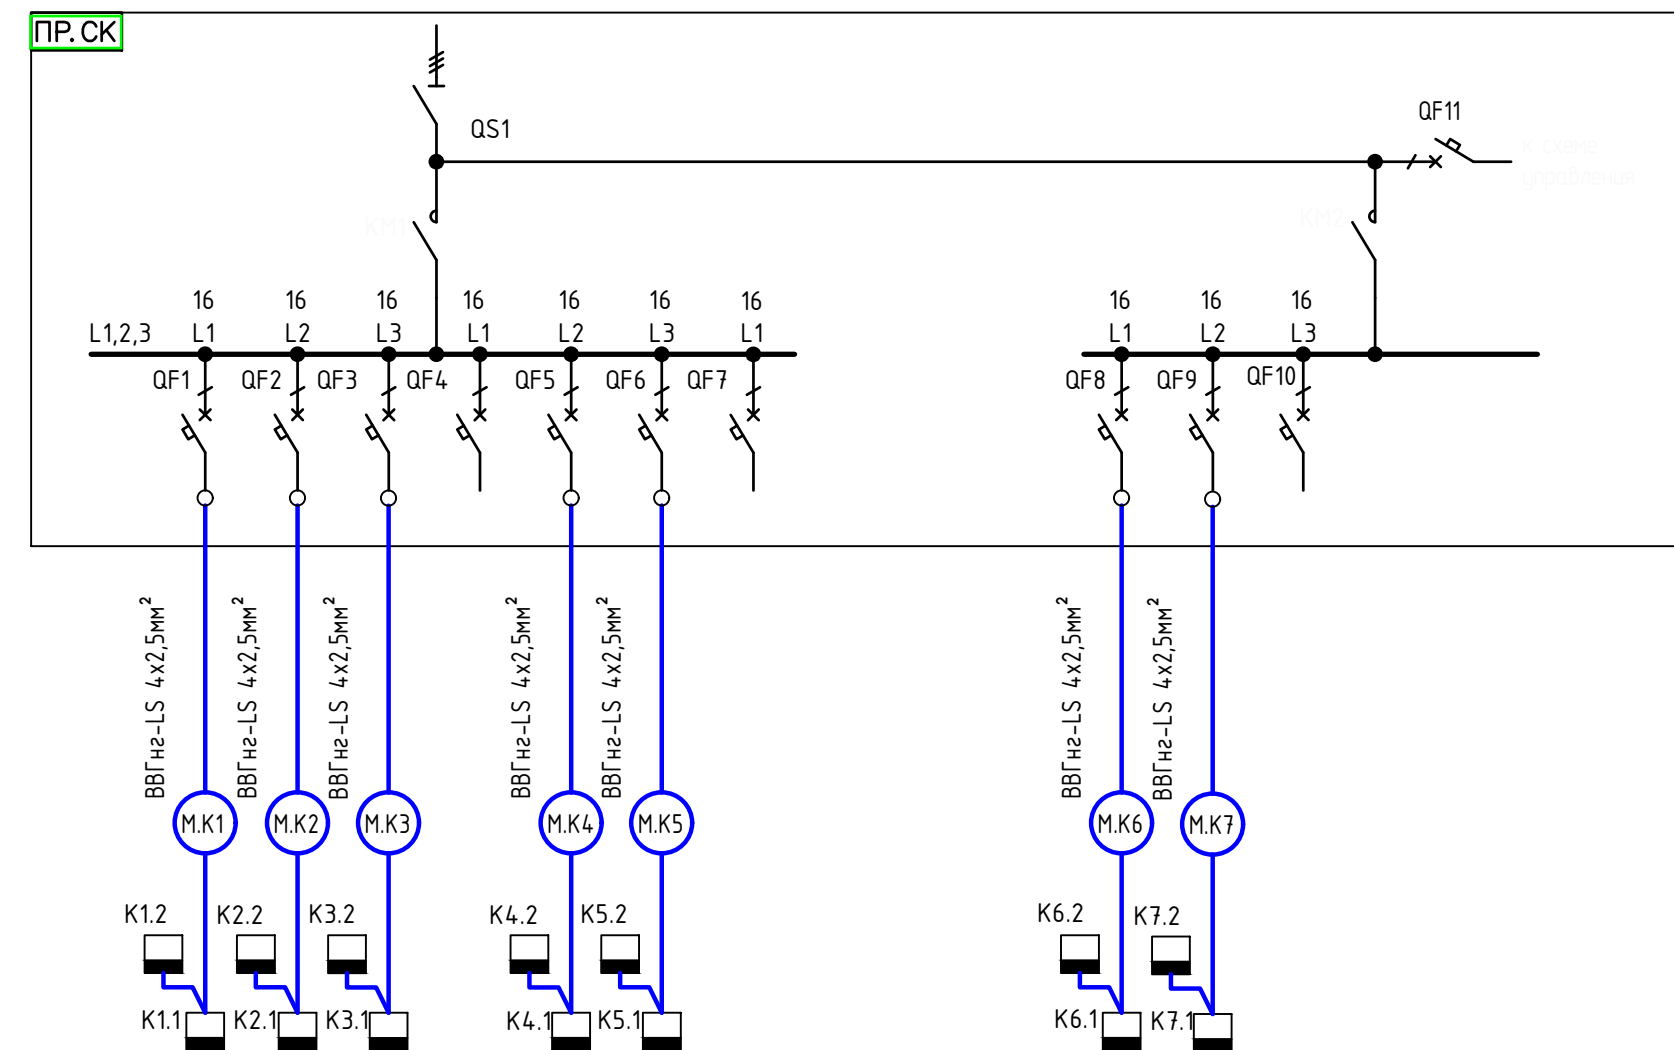 ПР.СК
QS1
QF11
к схеме
управления
КМ1
КМ2
16 16 16 16 16 16 16 16 16 16
L1,2,3 L1 L2 L3 L1 L2 L3 L1 L1 L2 L3
QF1 QF2 QF3 QF4 QF5 QF6 QF7 QF8 QF9 QF10
ВВГнг-LS 4х2,5мм²
ВВГнг-LS 4х2,5мм²
ВВГнг-LS 4х2,5мм²
ВВГнг-LS 4х2,5мм²
ВВГнг-LS 4х2,5мм²
ВВГнг-LS 4х2,5мм²
ВВГнг-LS 4х2,5мм²
М.К1 М.К2 М.К3 М.К4 М.К5 М.К6 М.К7
К1.2 К2.2 К3.2 К4.2 К5.2 К6.2 К7.2
К1.1 К2.1 К3.1 К4.1 К5.1 К6.1 К7.1